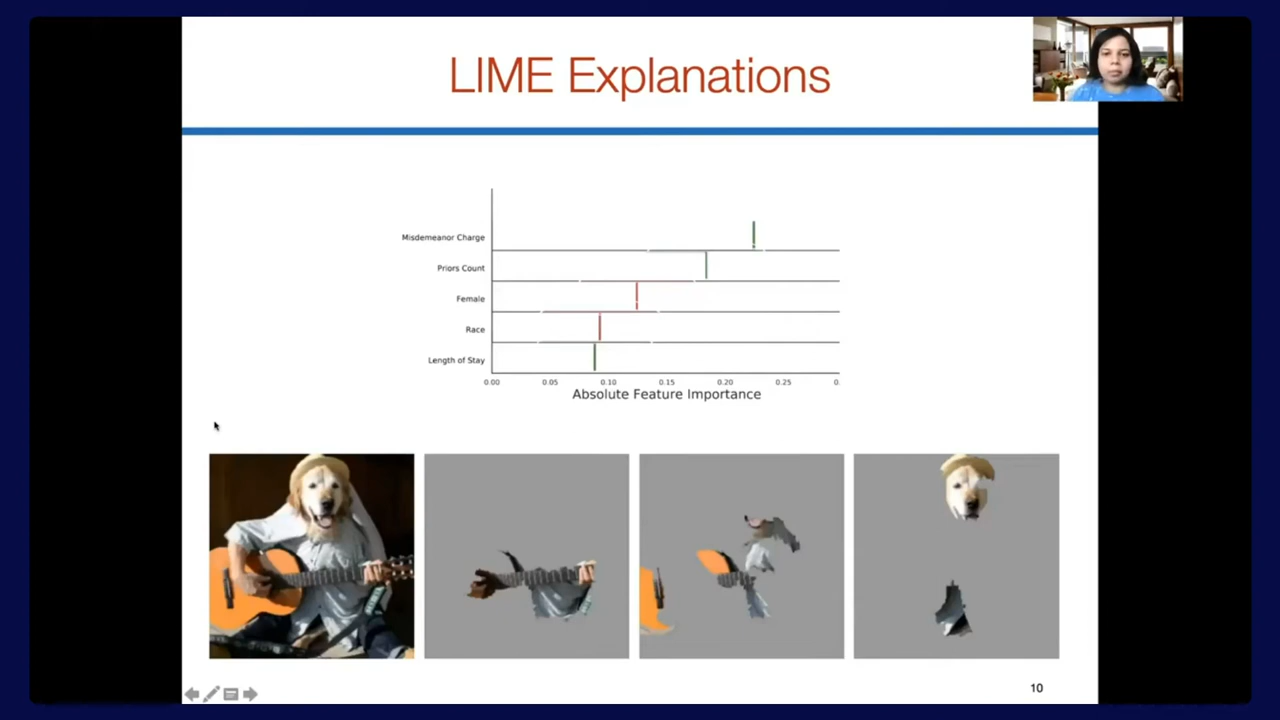 LIME Explanations
Misdemeanor Charge
Priors Count
Female
Race
Length of Stay
0.00 0.05 0.10 0.15 0.20 0.25 0.
Absolute Feature Importance
10